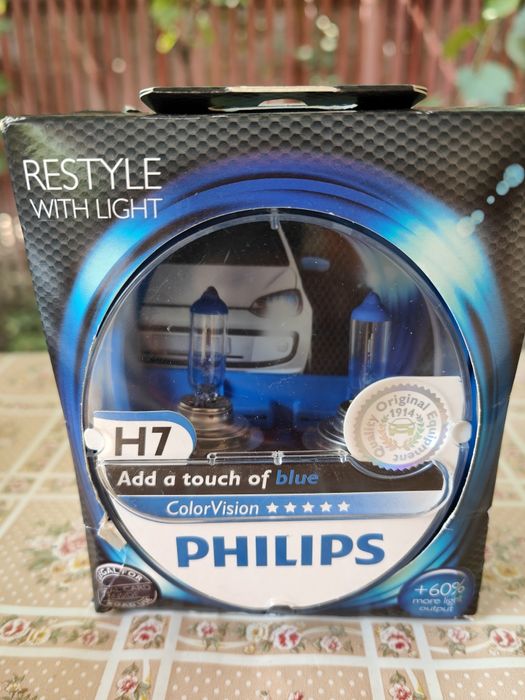 RESTYLE
WITH LIGHT
H7
Quality Original Equipment
1914
Add a touch of blue
ColorVision
PHILIPS
+60%
more light
output